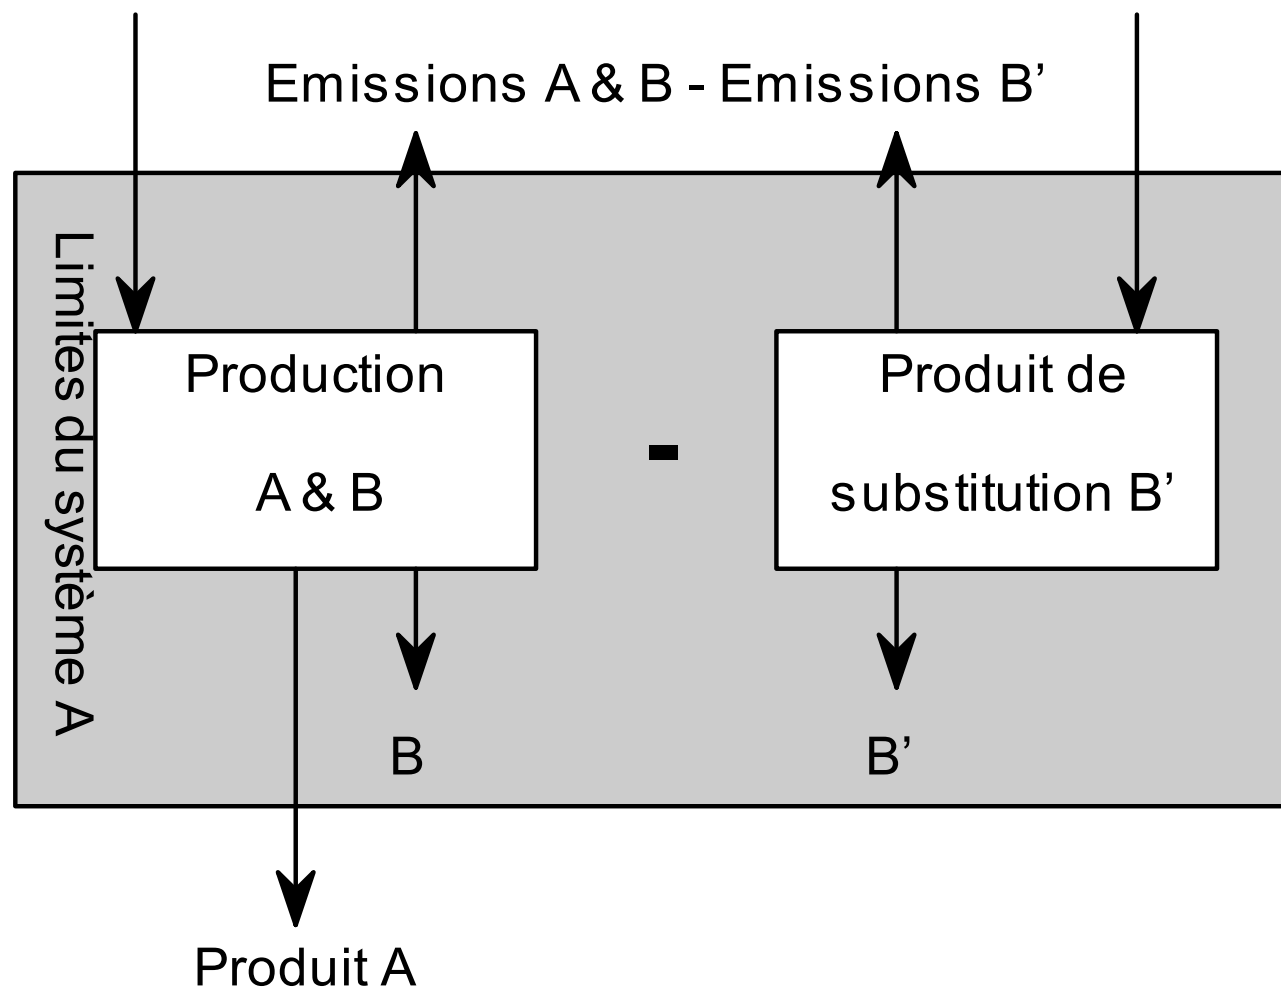 Emissions A & B - Emissions B’
Limites du système A
Production
A & B
-
Produit de
substitution B’
B
B’
Produit A